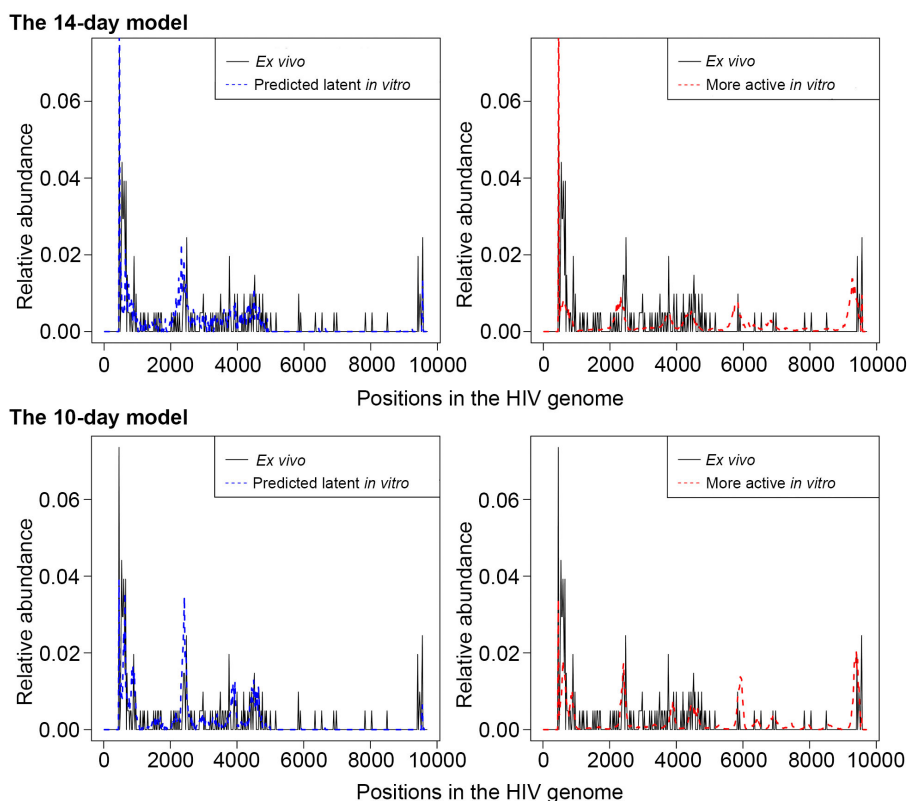 The 14-day model
Relative abundance
0.06
0.04
0.02
0.00
Ex vivo
Predicted latent in vitro
0 2000 4000 6000 8000 10000
Relative abundance
0.06
0.04
0.02
0.00
Ex vivo
More active in vitro
0 2000 4000 6000 8000 10000
Positions in the HIV genome
The 10-day model
Relative abundance
0.06
0.04
0.02
0.00
Ex vivo
Predicted latent in vitro
0 2000 4000 6000 8000 10000
Relative abundance
0.06
0.04
0.02
0.00
Ex vivo
More active in vitro
0 2000 4000 6000 8000 10000